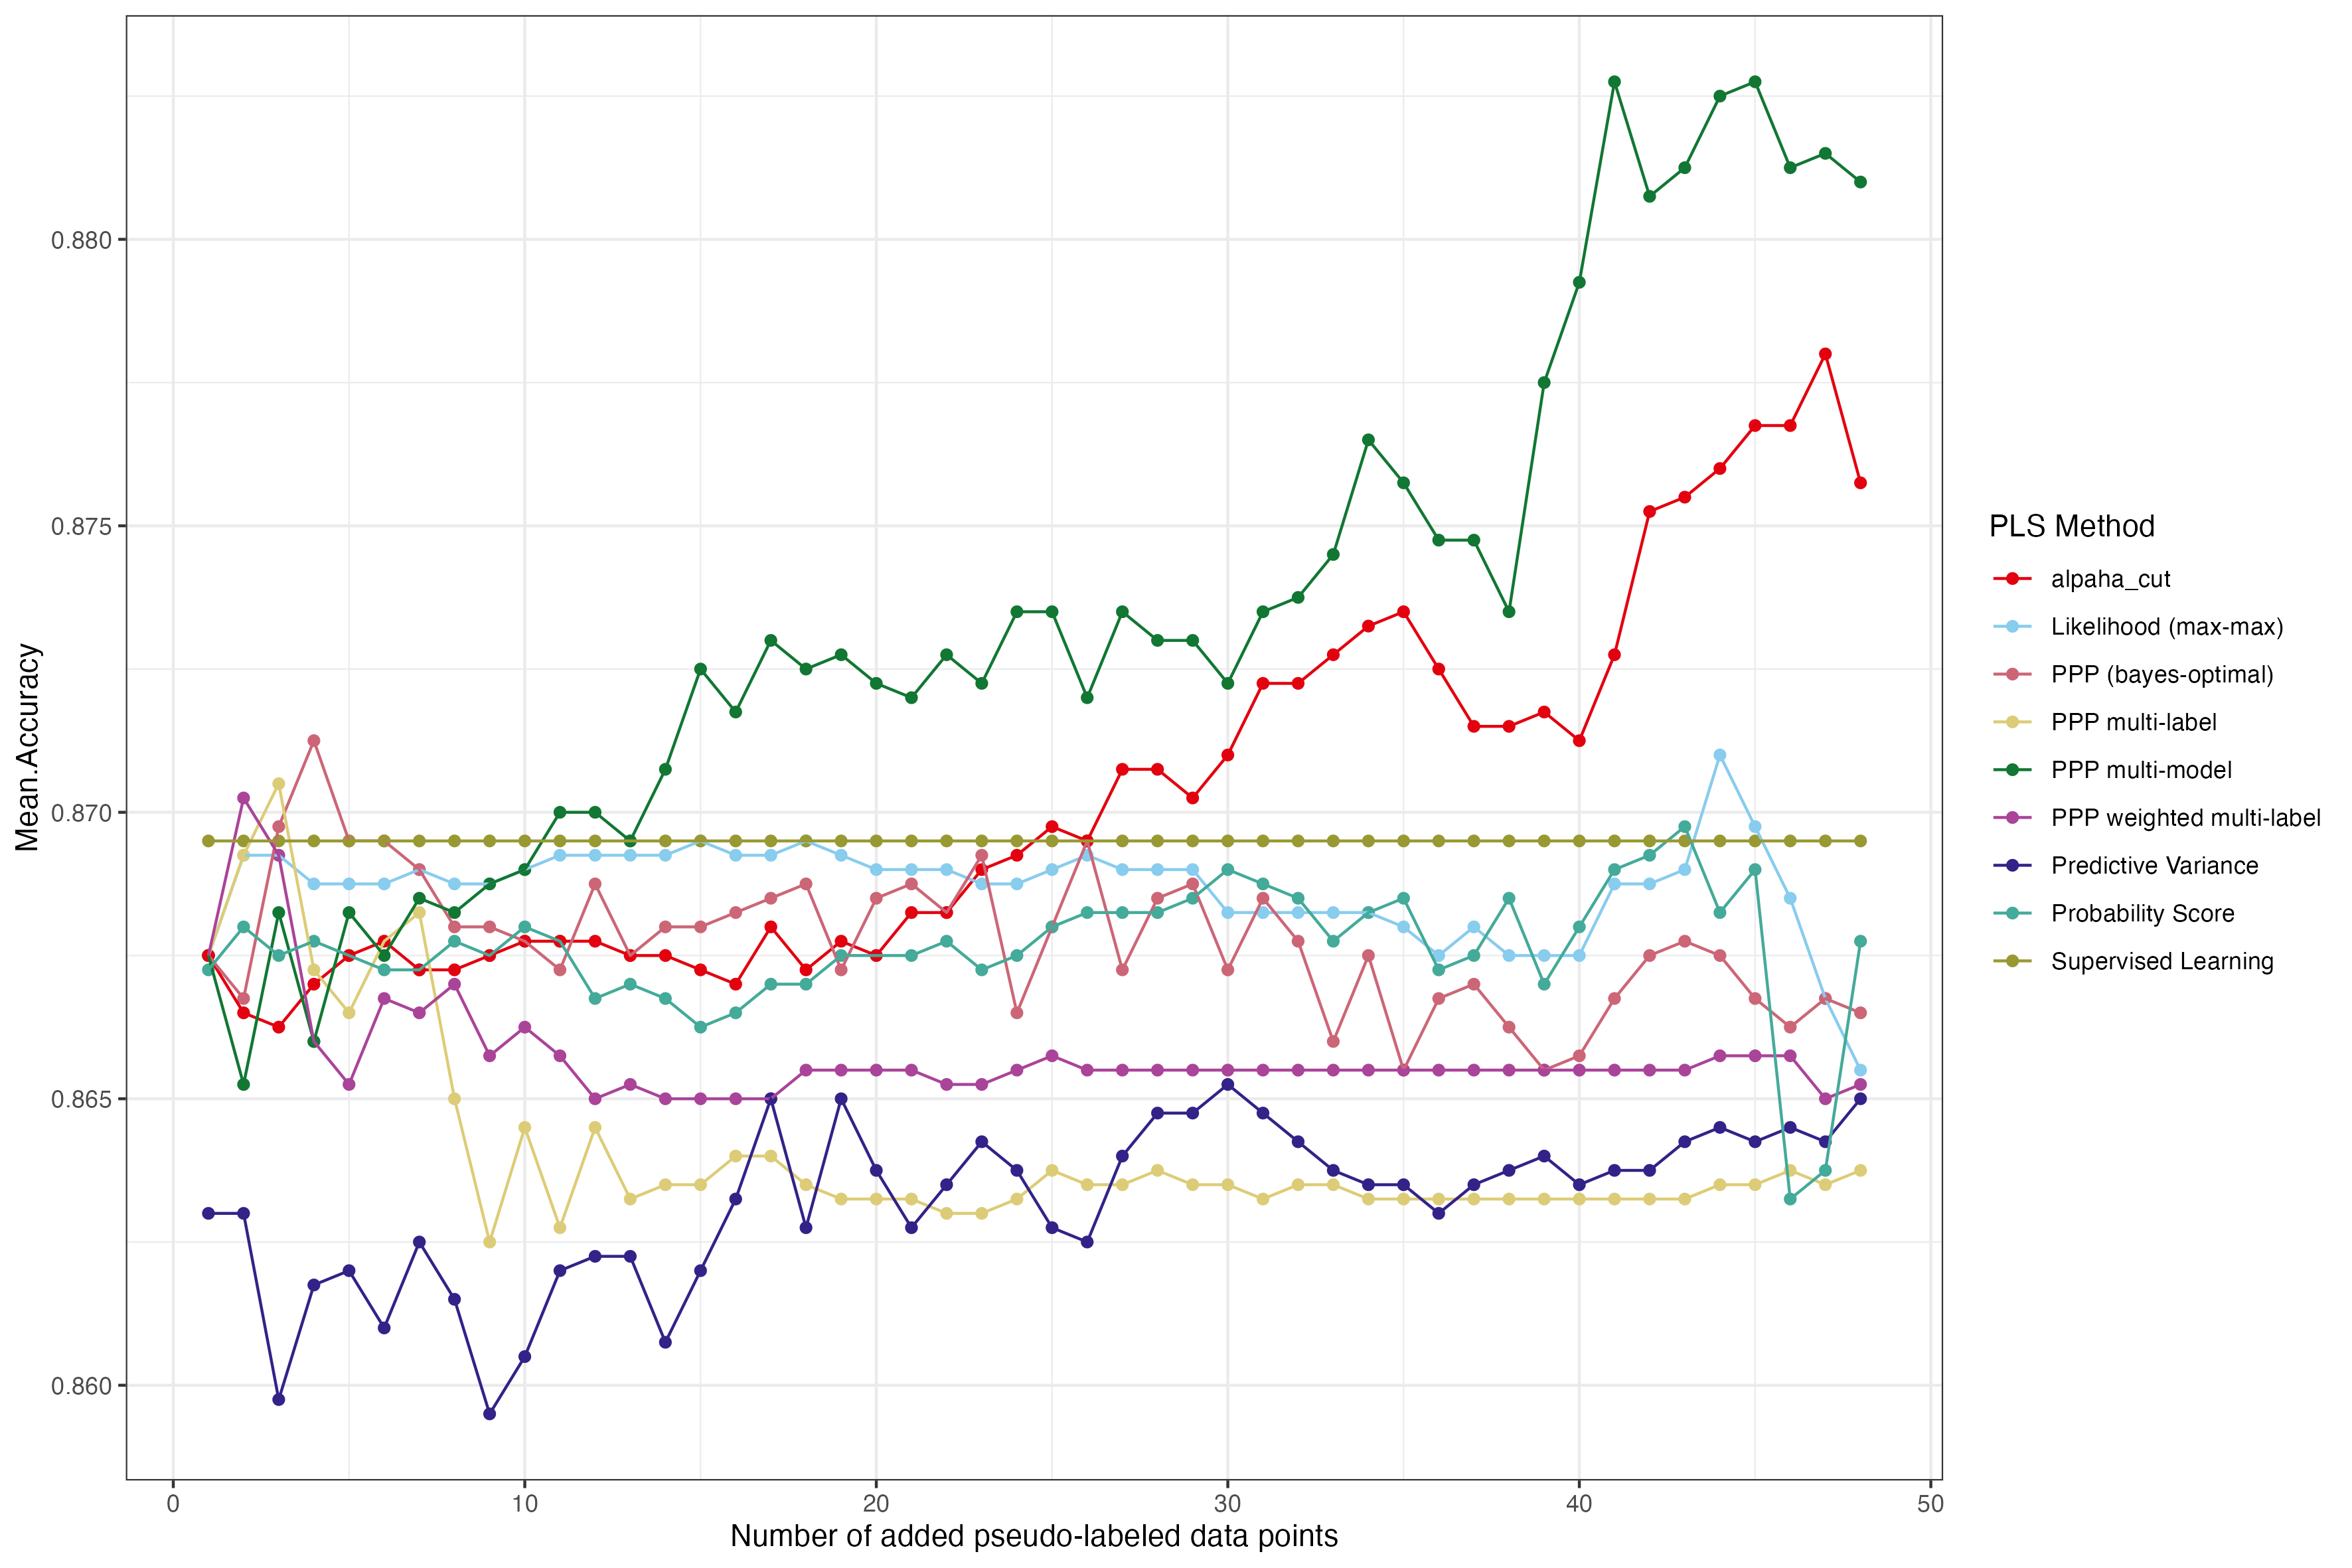 Mean.Accuracy
0.880
0.875
0.870
0.865
0.860
0
10
20
30
40
50
Number of added pseudo-labeled data points
PLS Method
alpaha_cut
Likelihood (max-max)
PPP (bayes-optimal)
PPP multi-label
PPP multi-model
PPP weighted multi-label
Predictive Variance
Probability Score
Supervised Learning